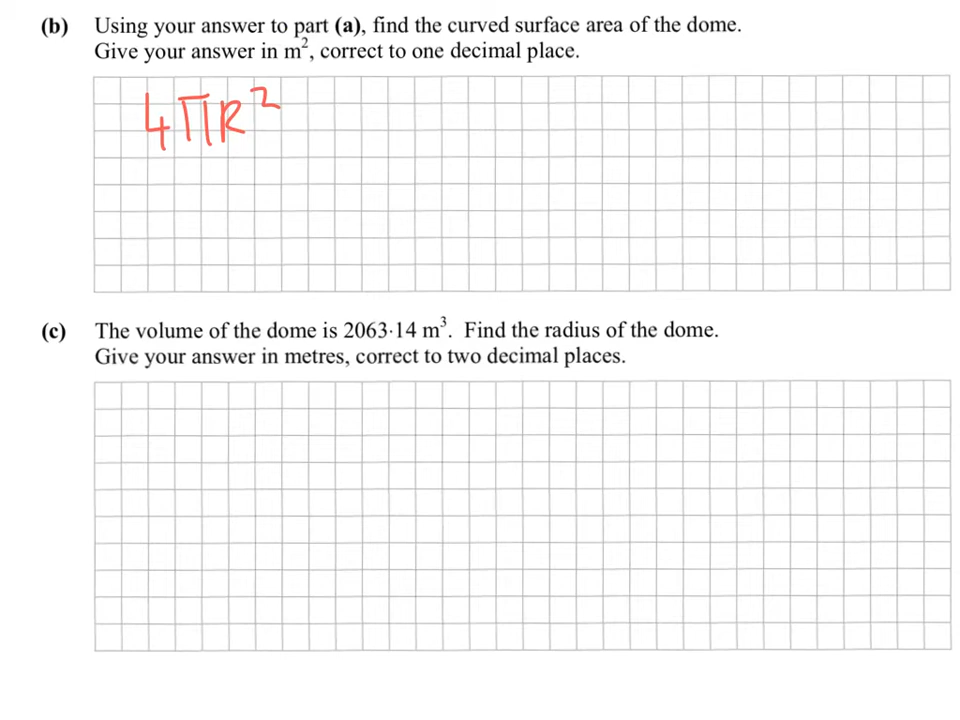 (b) Using your answer to part (a), find the curved surface area of the dome.
Give your answer in m², correct to one decimal place.
4πR²
(c) The volume of the dome is 2063·14 m³. Find the radius of the dome.
Give your answer in metres, correct to two decimal places.